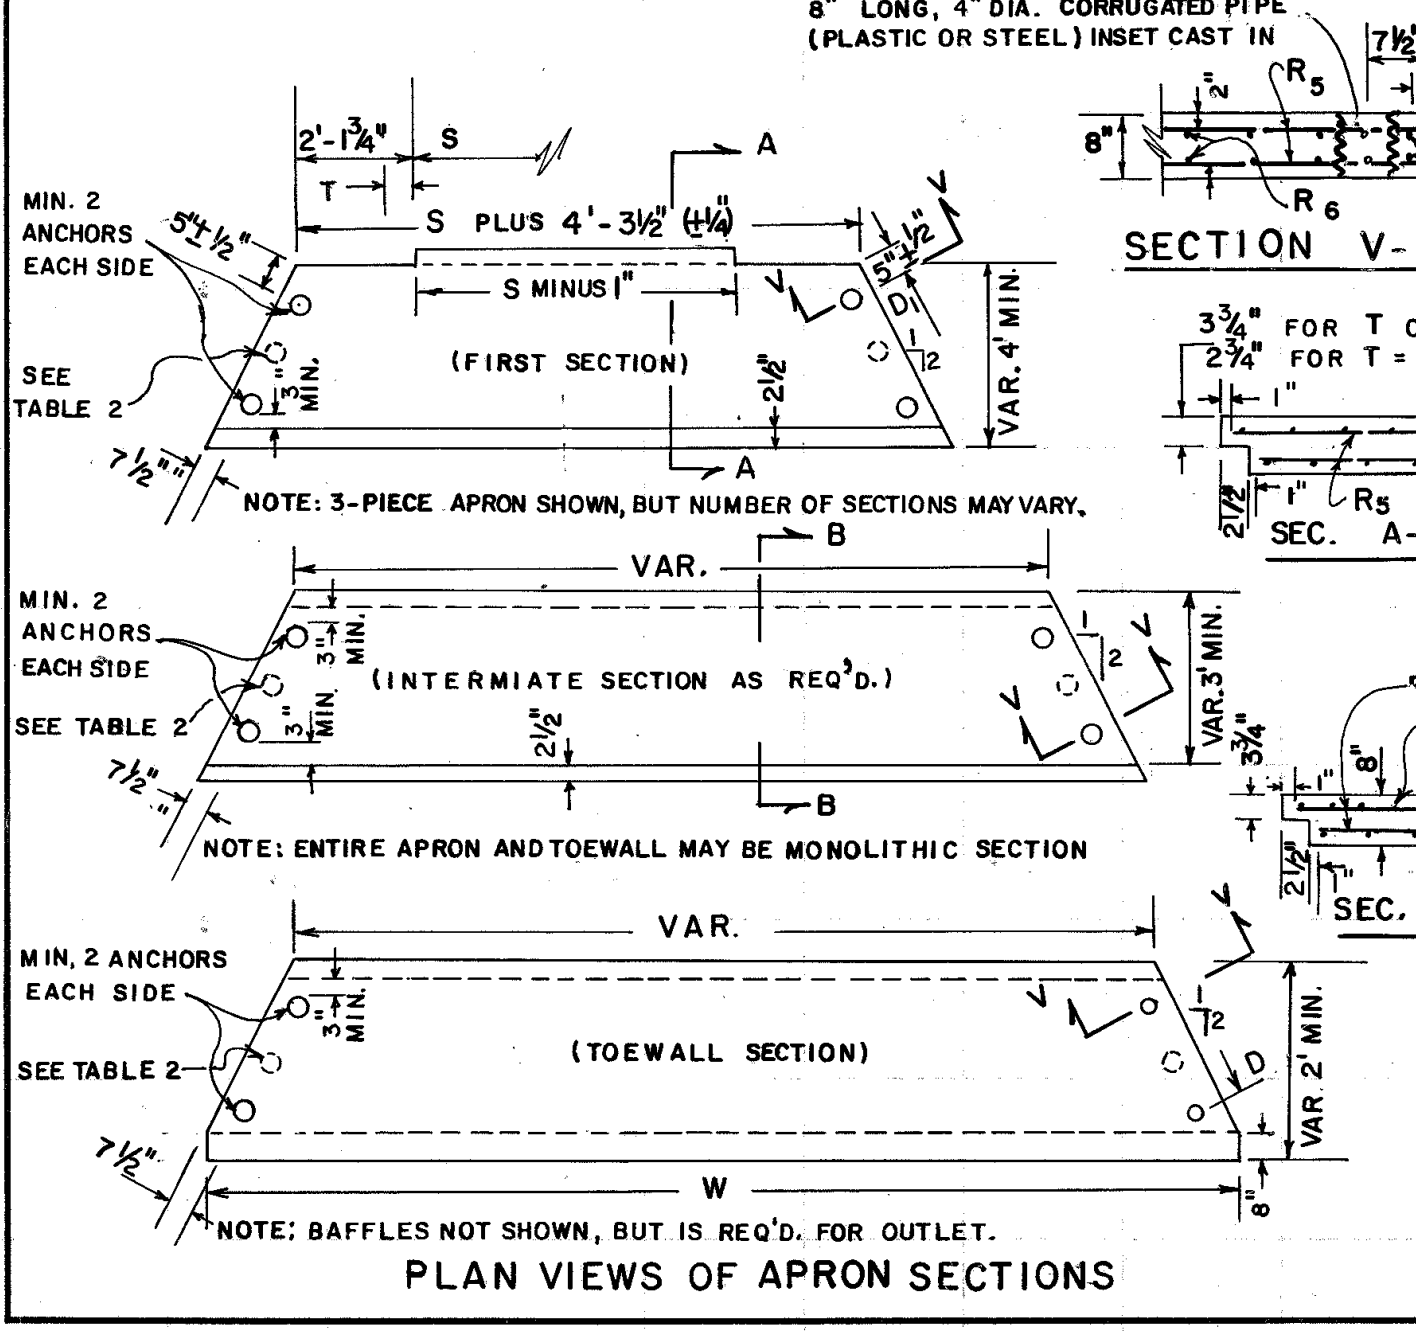 8" LONG, 4" DIA. CORRUGATED PIPE
(PLASTIC OR STEEL) INSET CAST IN
7½"
2"
R5
8"
R6
SECTION V-
2'-1¾"
S
A
T
MIN. 2
ANCHORS
EACH SIDE
5"±½"
S PLUS 4'-3½" (±¼")
V
5"±½"
S MINUS 1"
V
D1
VAR. 4' MIN.
(FIRST SECTION)
1
2
SEE
TABLE 2
3"
MIN.
2½"
7½"
A
NOTE: 3-PIECE APRON SHOWN, BUT NUMBER OF SECTIONS MAY VARY.
3¾" FOR T
2¾" FOR T =
1"
2½"
1"
R5
SEC. A-
B
VAR.
MIN. 2
ANCHORS
EACH SIDE
3"
MIN.
1
2
V
(INTERMIATE SECTION AS REQ'D.)
SEE TABLE 2
3"
MIN.
2½"
V
VAR. 3' MIN.
7½"
B
NOTE: ENTIRE APRON AND TOEWALL MAY BE MONOLITHIC SECTION
3¾"
1"
8"
2½"
1"
SEC.
VAR.
V
MIN, 2 ANCHORS
EACH SIDE
3"
MIN.
V
1
2
(TOEWALL SECTION)
SEE TABLE 2
D
VAR. 2' MIN.
7½"
W
8"
NOTE: BAFFLES NOT SHOWN, BUT IS REQ'D. FOR OUTLET.
PLAN VIEWS OF APRON SECTIONS